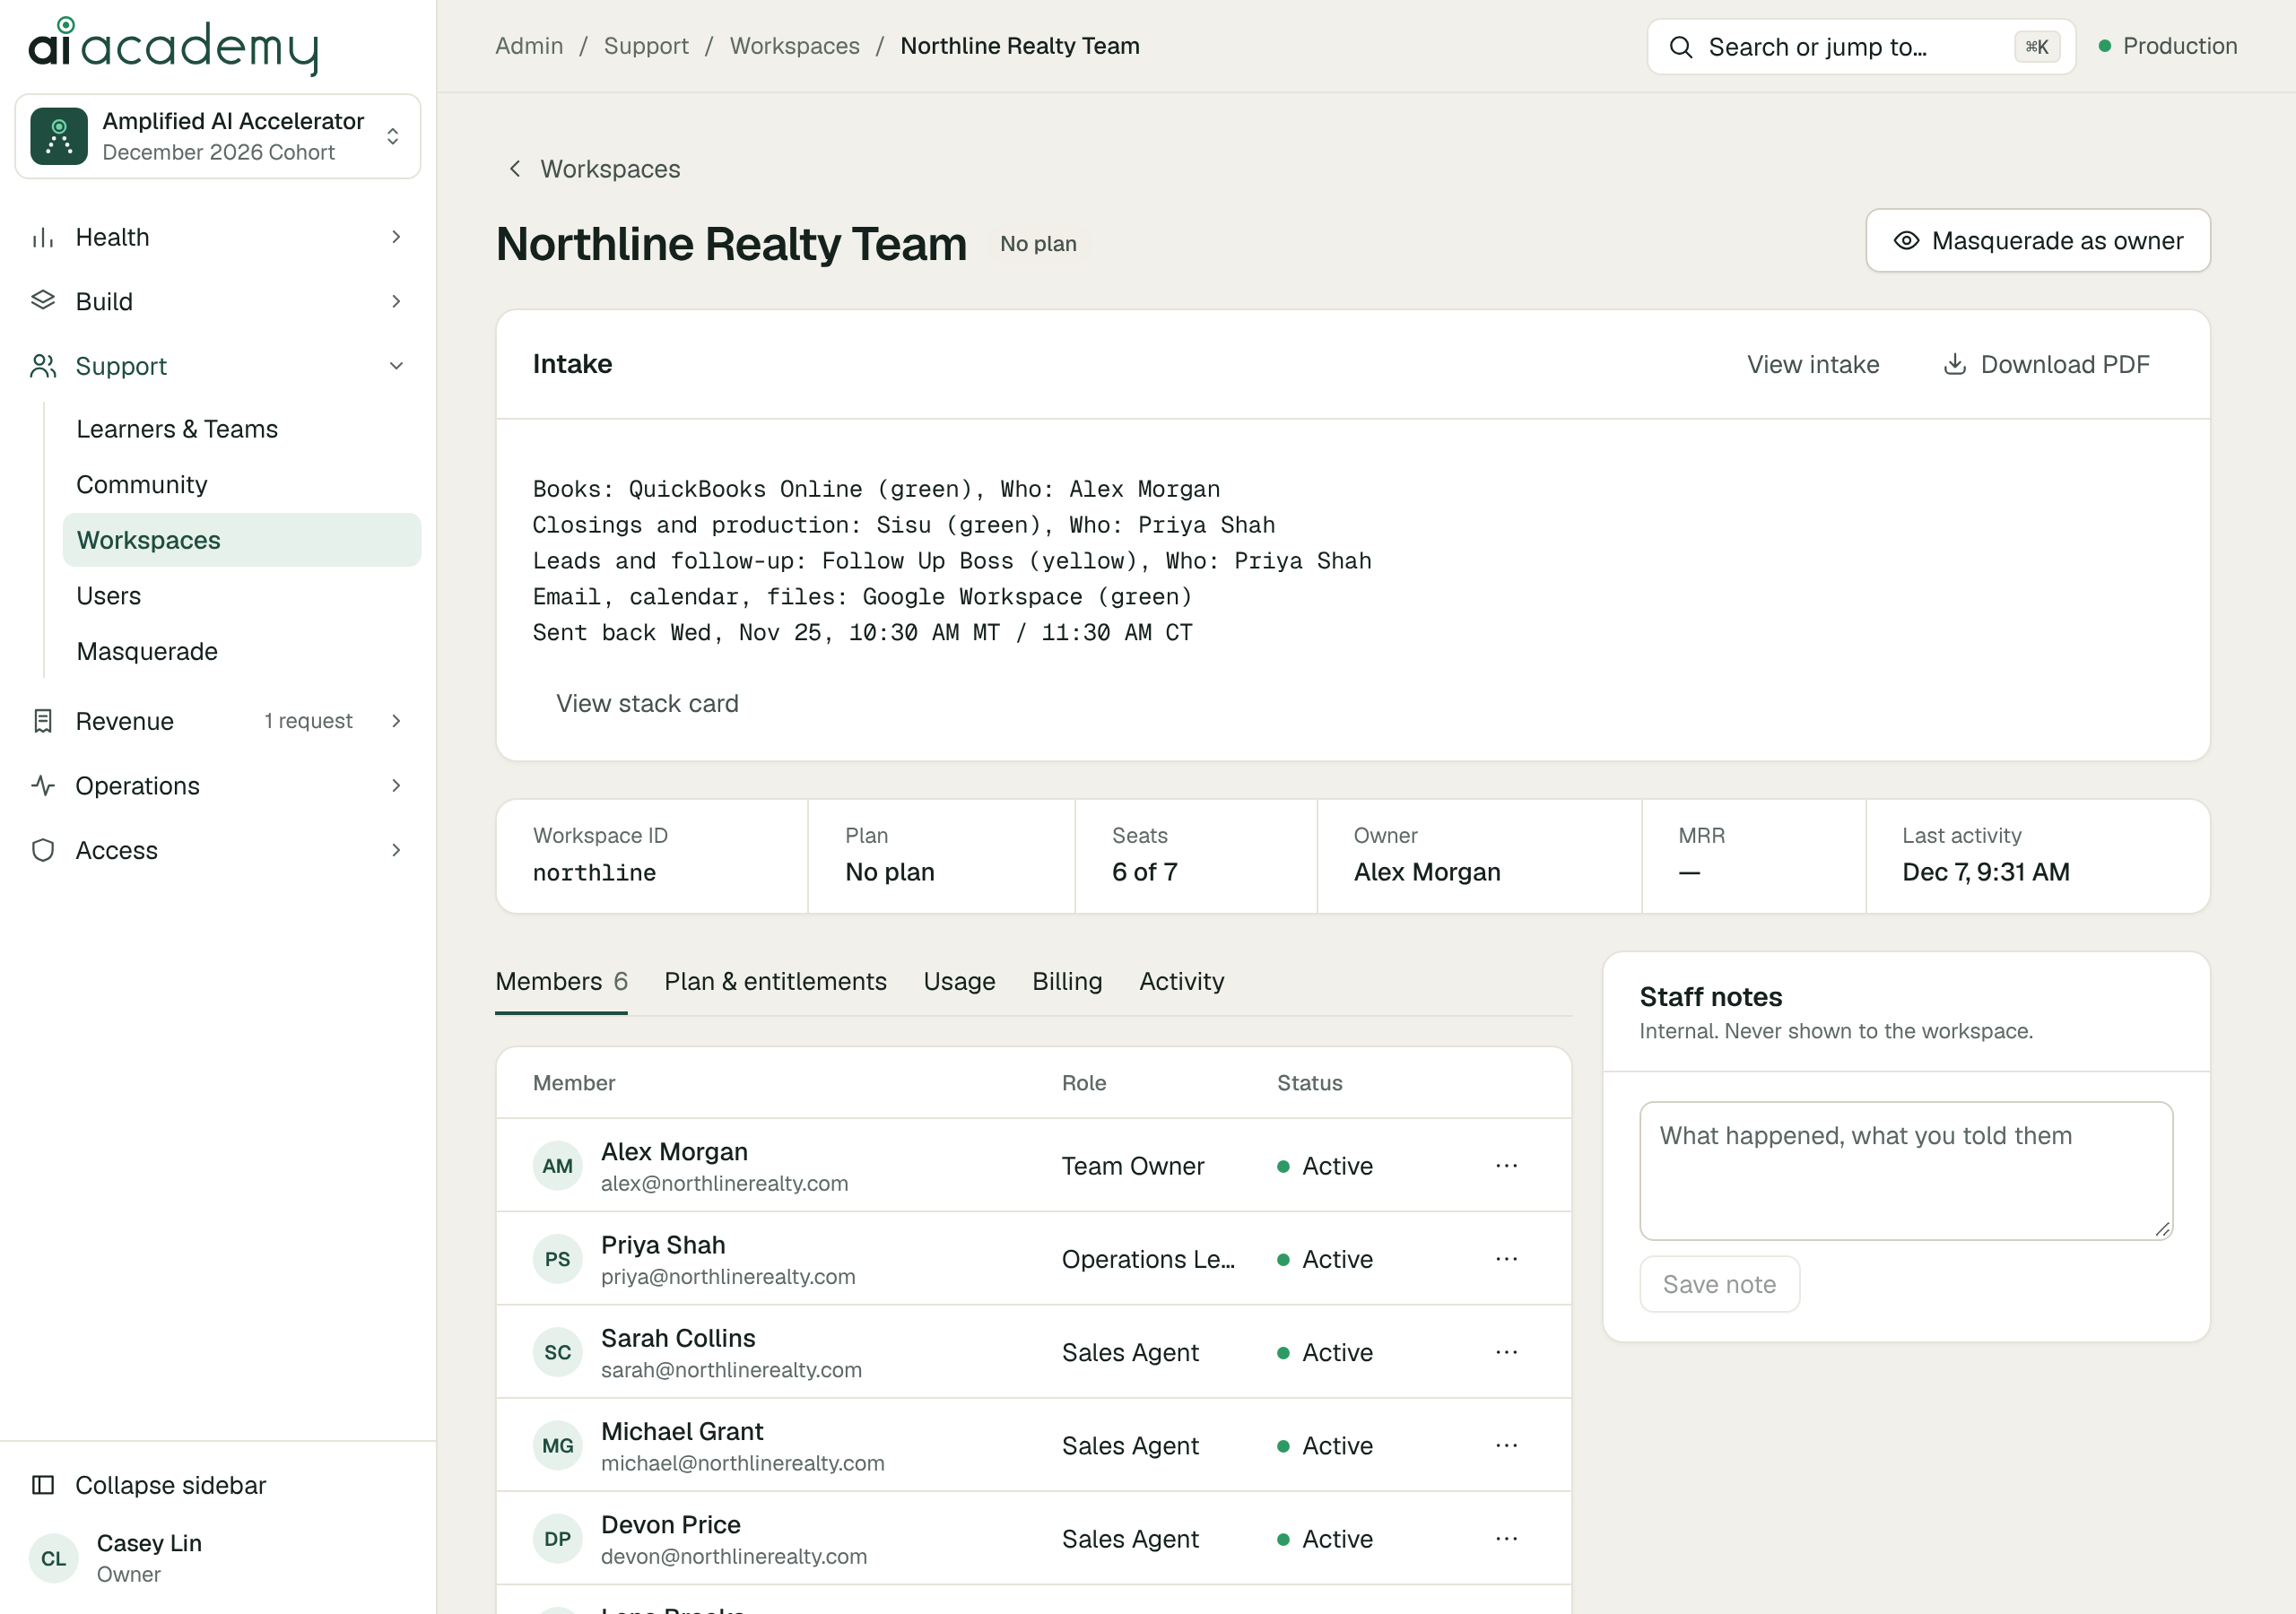 ai academy
Amplified AI Accelerator
December 2026 Cohort
Health
Build
Support
Learners & Teams
Community
Workspaces
Users
Masquerade
Revenue 1 request
Operations
Access
Collapse sidebar
CL
Casey Lin
Owner
Admin / Support / Workspaces / Northline Realty Team
Search or jump to... ⌘K
Production
Workspaces
Northline Realty Team No plan
Masquerade as owner
Intake
View intake
Download PDF
Books: QuickBooks Online (green), Who: Alex Morgan
Closings and production: Sisu (green), Who: Priya Shah
Leads and follow-up: Follow Up Boss (yellow), Who: Priya Shah
Email, calendar, files: Google Workspace (green)
Sent back Wed, Nov 25, 10:30 AM MT / 11:30 AM CT
View stack card
Workspace ID
northline
Plan
No plan
Seats
6 of 7
Owner
Alex Morgan
MRR
—
Last activity
Dec 7, 9:31 AM
Members 6 Plan & entitlements Usage Billing Activity
Member Role Status
AM Alex Morgan Team Owner Active
alex@northlinerealty.com
PS Priya Shah Operations Le... Active
priya@northlinerealty.com
SC Sarah Collins Sales Agent Active
sarah@northlinerealty.com
MG Michael Grant Sales Agent Active
michael@northlinerealty.com
DP Devon Price Sales Agent Active
devon@northlinerealty.com
Staff notes
Internal. Never shown to the workspace.
What happened, what you told them
Save note